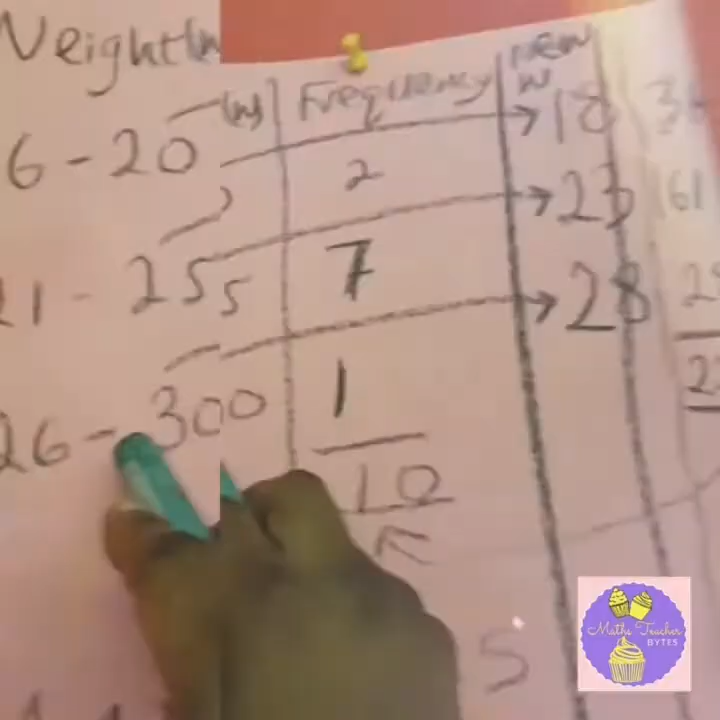 Weight (w) Frequency new w
6 - 20 2 18
21 - 25 7 23
26 - 30 1 28
10
5
Maths Teacher
BYTES